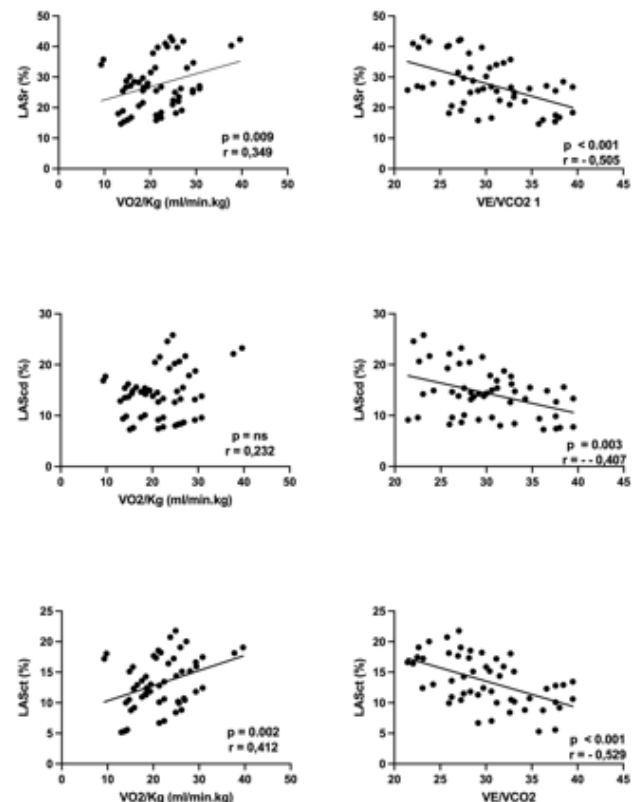 LASr (%)
50
40
30
20
10
0
p = 0.009
r = 0,349
0 10 20 30 40 50
VO2/Kg (ml/min.kg)
LASr (%)
50
40
30
20
10
0
p < 0.001
r = - 0,505
20 25 30 35 40 45
VE/VCO2 1
LAScd (%)
30
20
10
0
p = ns
r = 0,232
0 10 20 30 40 50
VO2/Kg (ml/min.kg)
LAScd (%)
30
20
10
0
p = 0.003
r = - - 0,407
20 25 30 35 40 45
VE/VCO2
LASct (%)
25
20
15
10
5
0
p = 0.002
r = 0,412
0 10 20 30 40 50
VO2/Kg (ml/min.kg)
LASct (%)
25
20
15
10
5
0
p < 0.001
r = - 0,529
20 25 30 35 40 45
VE/VCO2